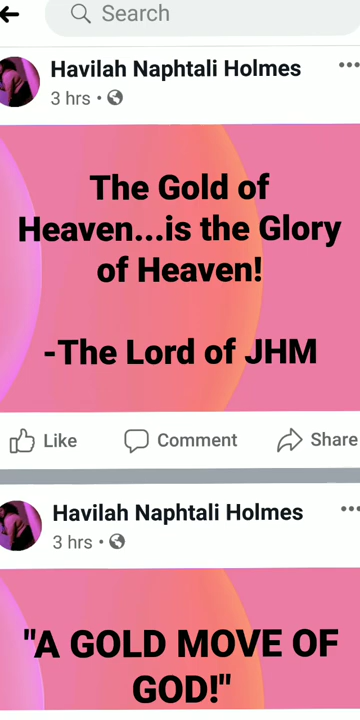 Search
Havilah Naphtali Holmes
3 hrs •
The Gold of
Heaven...is the Glory
of Heaven!
-The Lord of JHM
Like Comment Share
Havilah Naphtali Holmes
3 hrs •
"A GOLD MOVE OF
GOD!"